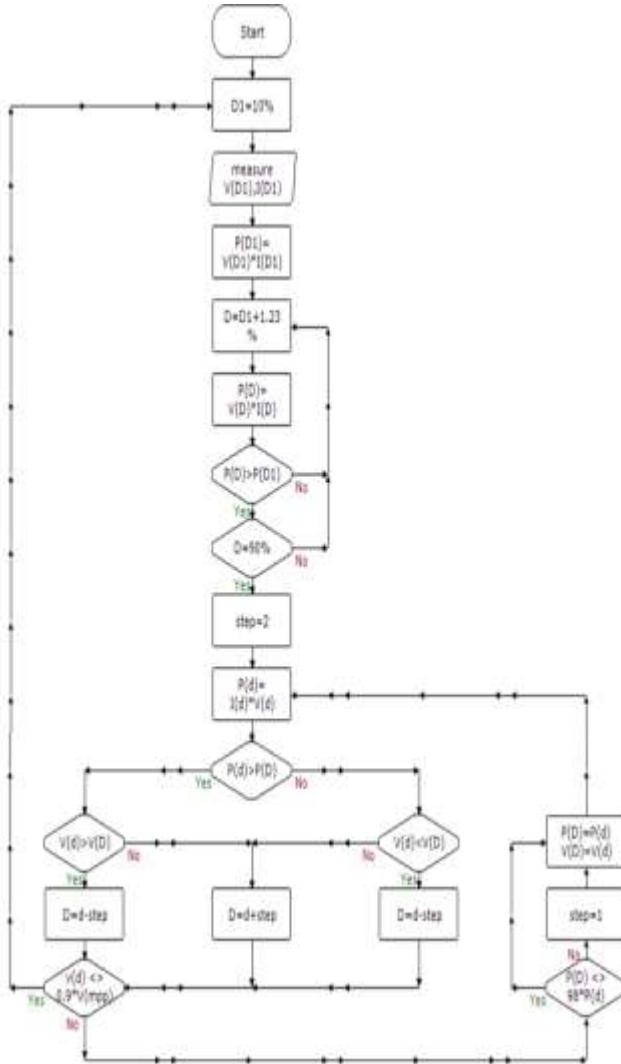 Start
D1=10%
measure
V(D1),I(D1)
P(D1)=
V(D1)*I(D1)
D=D1+1.23
%
P(D)=
V(D)*I(D)
P(D)>P(D1)
No
Yes
D=90%
No
Yes
step=2
P(d)=
I(d)*V(d)
P(d)>P(D)
Yes
No
V(d)>V(D)
No
Yes
V(d)<V(D)
No
Yes
P(D)=P(d)
V(D)=V(d)
D=d-step
D=d+step
D=d-step
step=1
No
V(d) <>
0.9*V(mpp)
Yes
No
P(D) <>
98*P(d)
Yes